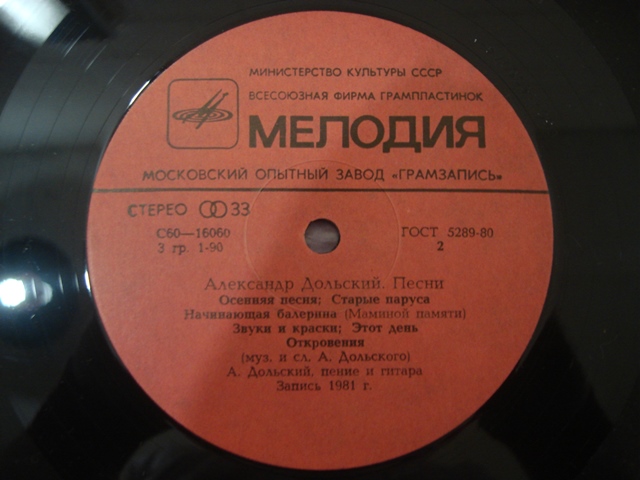 МИНИСТЕРСТВО КУЛЬТУРЫ СССР
ВСЕСОЮЗНАЯ ФИРМА ГРАМПЛАСТИНОК
МЕЛОДИЯ
МОСКОВСКИЙ ОПЫТНЫЙ ЗАВОД «ГРАМЗАПИСЬ»
СТЕРЕО 33
С60—16060 ГОСТ 5289-80
3 гр. 1-90 2
Александр Дольский. Песни
Осенняя песня; Старые паруса
Начинающая балерина (Маминой памяти)
Звуки и краски; Этот день
Откровения
(муз. и сл. А. Дольского)
А. Дольский, пение и гитара
Запись 1981 г.